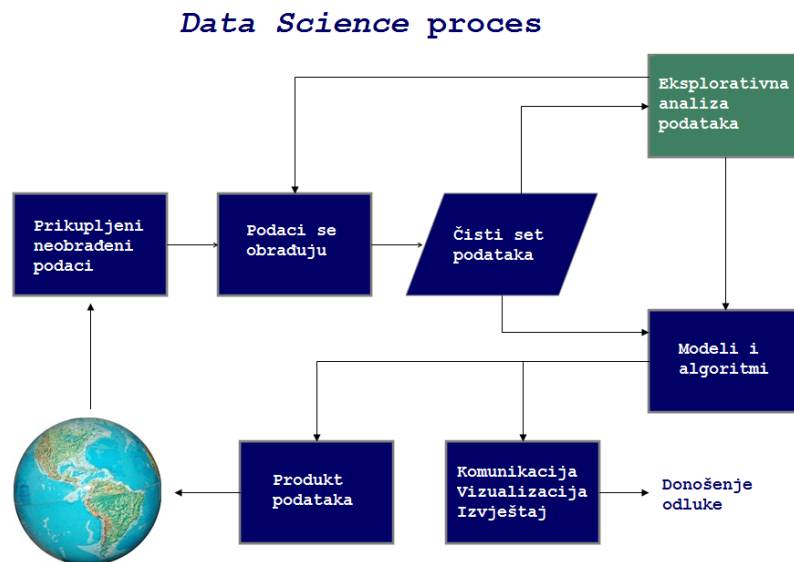 Data Science proces
Eksplorativna
analiza
podataka
Prikupljeni
neobrađeni
podaci
Podaci se
obrađuju
Čisti set
podataka
Modeli i
algoritmi
Produkt
podataka
Komunikacija
Vizualizacija
Izvještaj
Donošenje
odluke